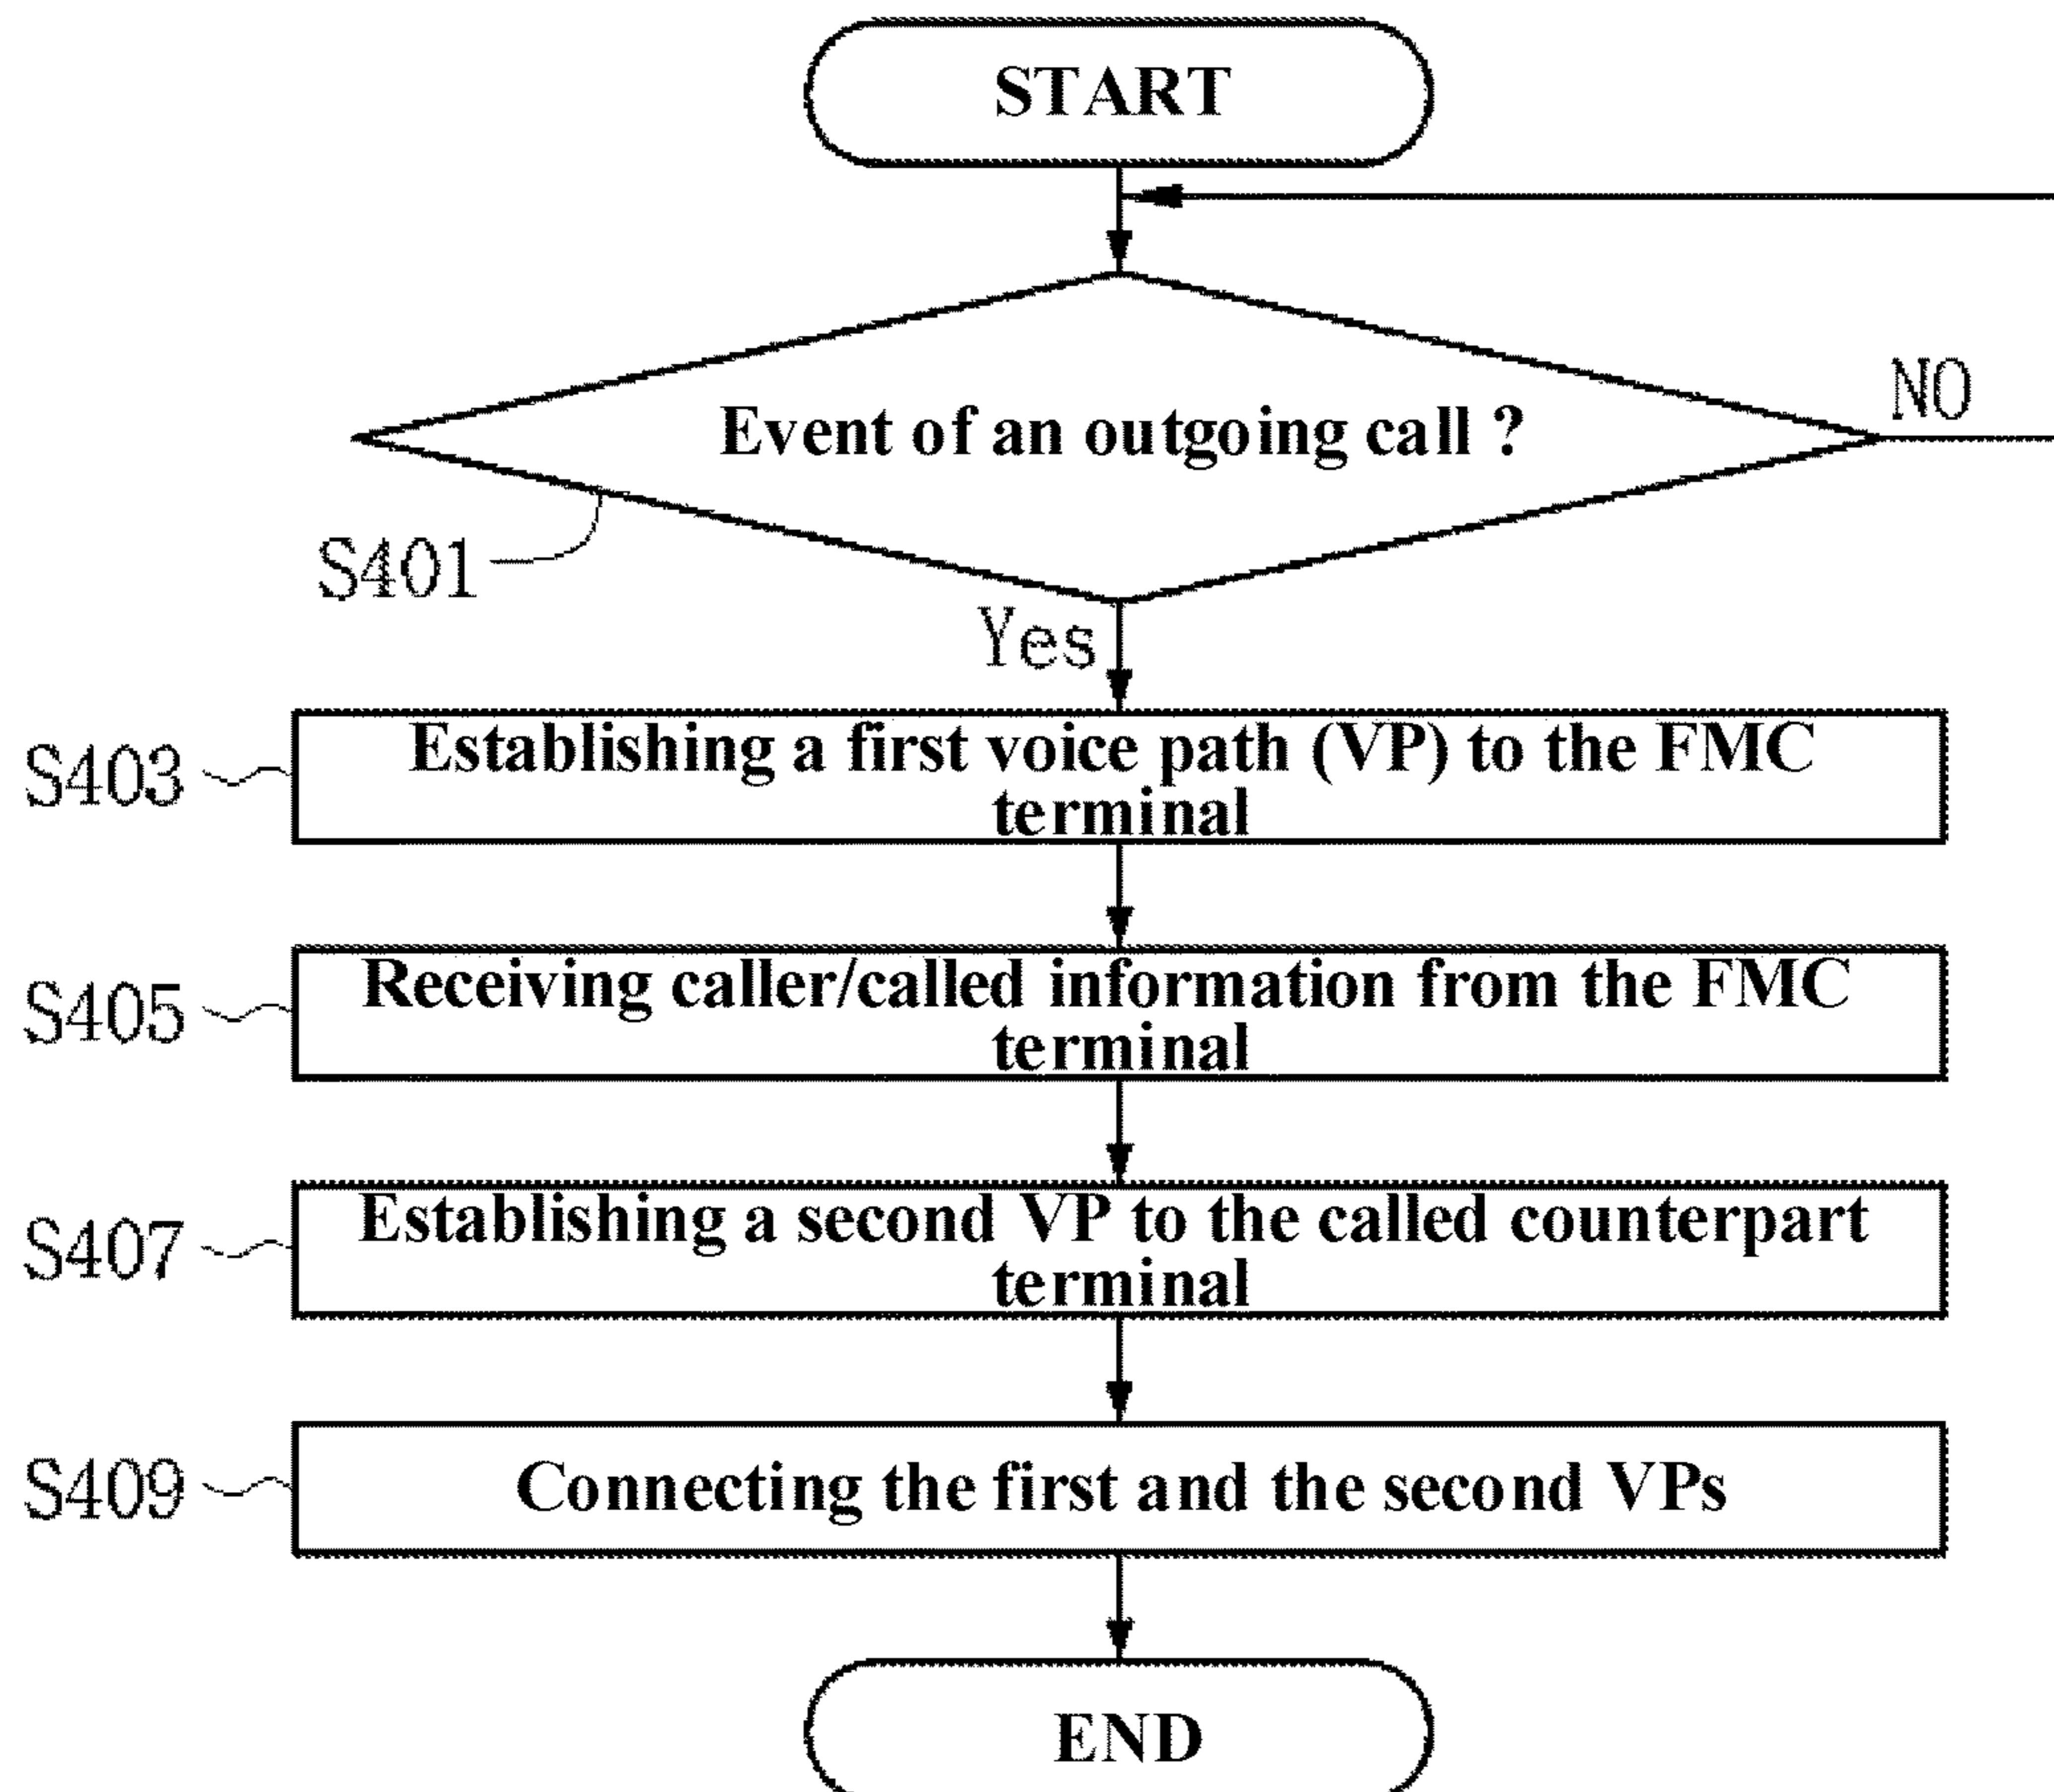 START
Event of an outgoing call ?
NO
S401
Yes
Establishing a first voice path (VP) to the FMC
terminal
S403
Receiving caller/called information from the FMC
terminal
S405
Establishing a second VP to the called counterpart
terminal
S407
Connecting the first and the second VPs
S409
END